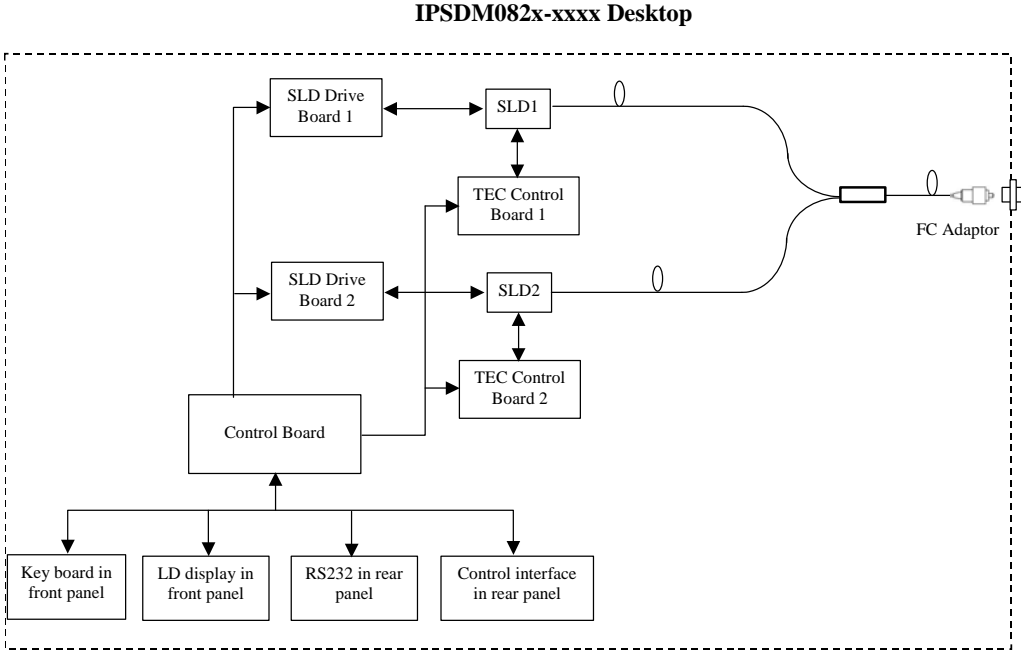 IPSDM082x-xxxx Desktop
SLD Drive
Board 1
SLD1
TEC Control
Board 1
FC Adaptor
SLD Drive
Board 2
SLD2
TEC Control
Board 2
Control Board
Key board in
front panel
LD display in
front panel
RS232 in rear
panel
Control interface
in rear panel